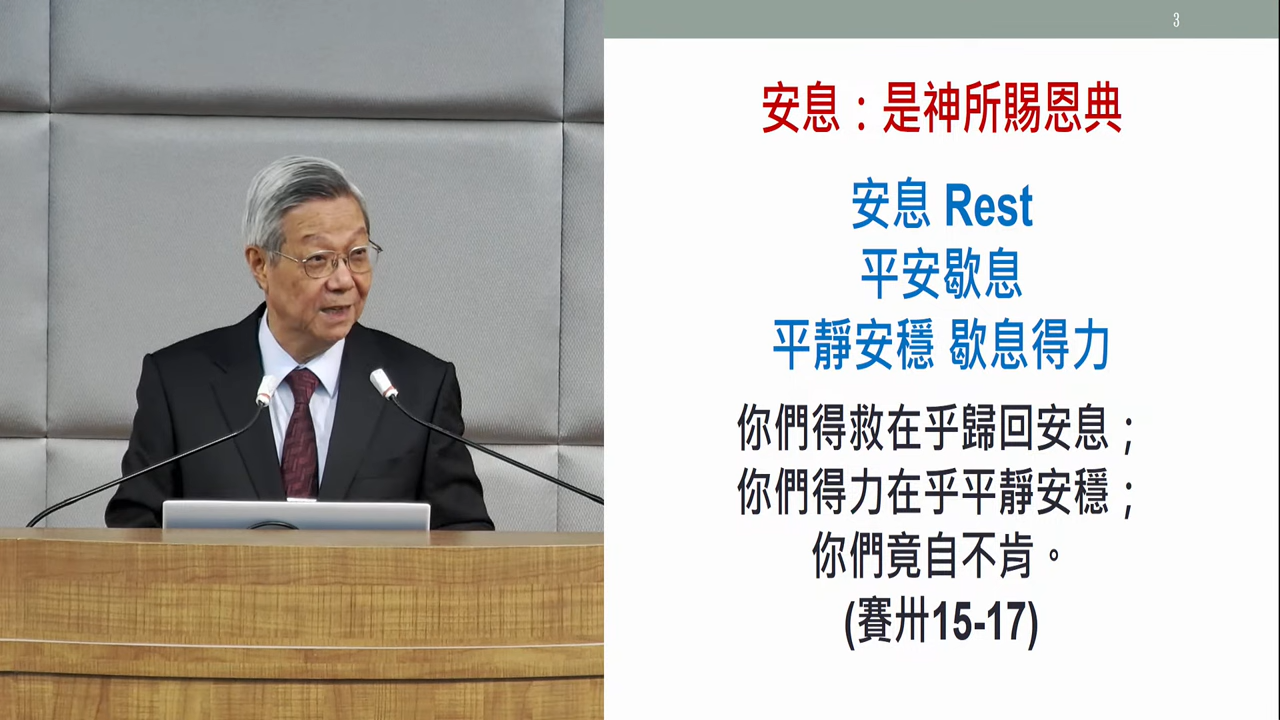 3
安息：是神所賜恩典
安息 Rest
平安歇息
平靜安穩 歇息得力
你們得救在乎歸回安息；
你們得力在乎平靜安穩；
你們竟自不肯。
(賽卅15-17)